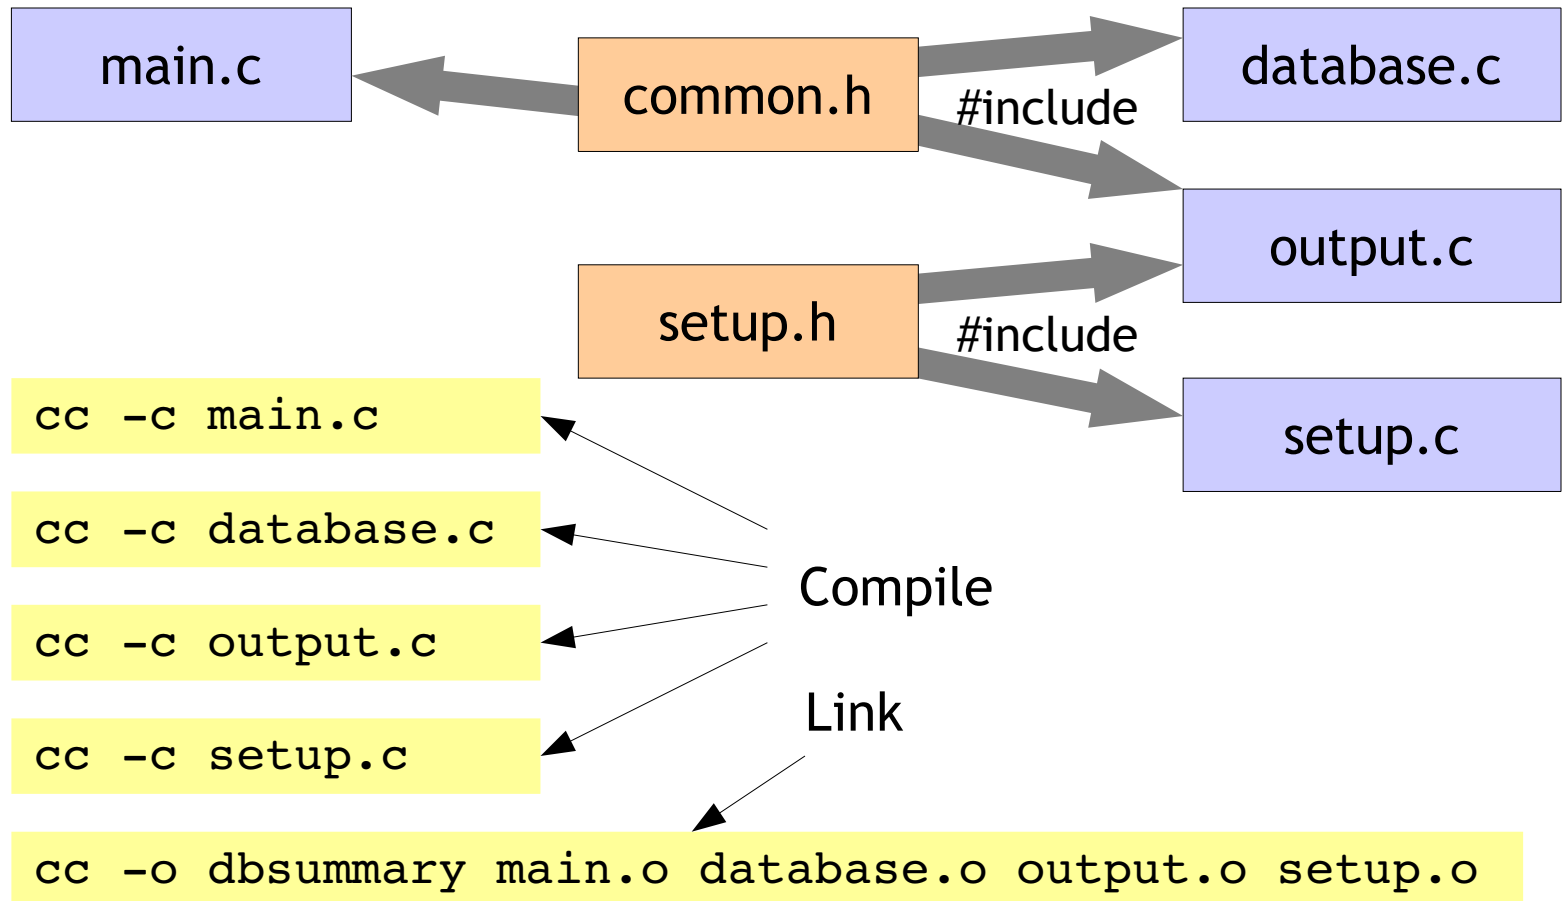 main.c
common.h
database.c
#include
output.c
setup.h
#include
setup.c
cc -c main.c
cc -c database.c
Compile
cc -c output.c
Link
cc -c setup.c
cc -o dbsummary main.o database.o output.o setup.o